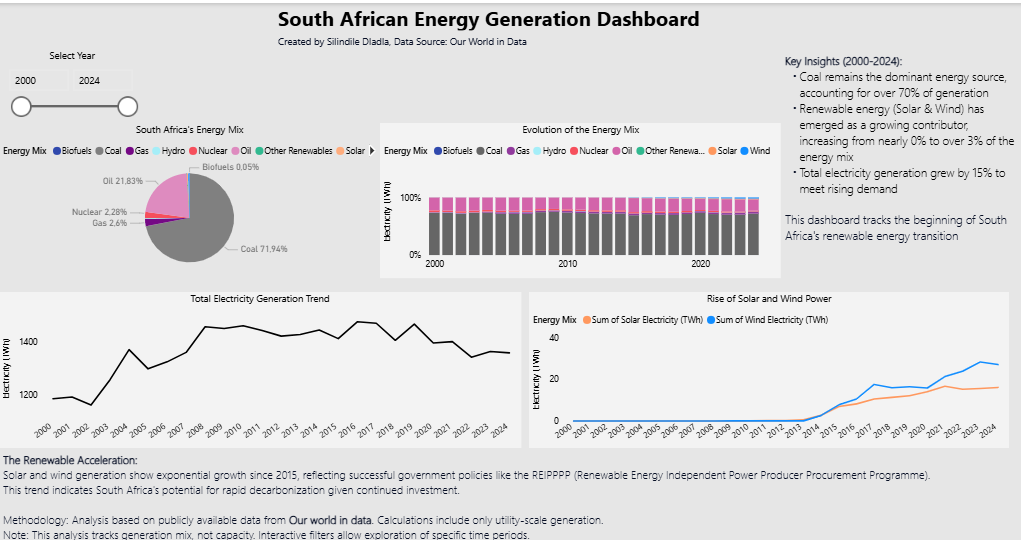 South African Energy Generation Dashboard
Created by Silindile Dladla, Data Source: Our World in Data
Select Year
2000 2024
Key Insights (2000-2024):
• Coal remains the dominant energy source,
accounting for over 70% of generation
• Renewable energy (Solar & Wind) has
emerged as a growing contributor,
increasing from nearly 0% to over 3% of the
energy mix
• Total electricity generation grew by 15% to
meet rising demand
This dashboard tracks the beginning of South
Africa's renewable energy transition
South Africa's Energy Mix
Energy Mix Biofuels Coal Gas Hydro Nuclear Oil Other Renewables Solar
Biofuels 0,05%
Oil 21,83%
Nuclear 2,28%
Gas 2,6%
Coal 71,94%
Evolution of the Energy Mix
Energy Mix Biofuels Coal Gas Hydro Nuclear Oil Other Renewa... Solar Wind
Electricity (TWh)
100%
0%
2000 2010 2020
Total Electricity Generation Trend
Electricity (TWh)
1400
1200
2000 2001 2002 2003 2004 2005 2006 2007 2008 2009 2010 2011 2012 2013 2014 2015 2016 2017 2018 2019 2020 2021 2022 2023 2024
Rise of Solar and Wind Power
Energy Mix Sum of Solar Electricity (TWh) Sum of Wind Electricity (TWh)
Electricity (TWh)
40
20
0
2000 2001 2002 2003 2004 2005 2006 2007 2008 2009 2010 2011 2012 2013 2014 2015 2016 2017 2018 2019 2020 2021 2022 2023 2024
The Renewable Acceleration:
Solar and wind generation show exponential growth since 2015, reflecting successful government policies like the REIPPPP (Renewable Energy Independent Power Producer Procurement Programme).
This trend indicates South Africa's potential for rapid decarbonization given continued investment.
Methodology: Analysis based on publicly available data from Our world in data. Calculations include only utility-scale generation.
Note: This analysis tracks generation mix, not capacity. Interactive filters allow exploration of specific time periods.